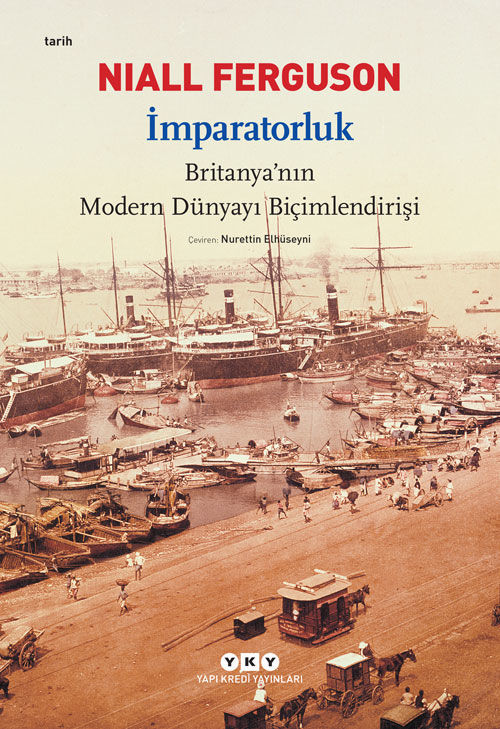 tarih
NIALL FERGUSON
İmparatorluk
Britanya’nın
Modern Dünyayı Biçimlendirişi
Çeviren: Nurettin Elhüseyni
YKY
YAPI KREDİ YAYINLARI